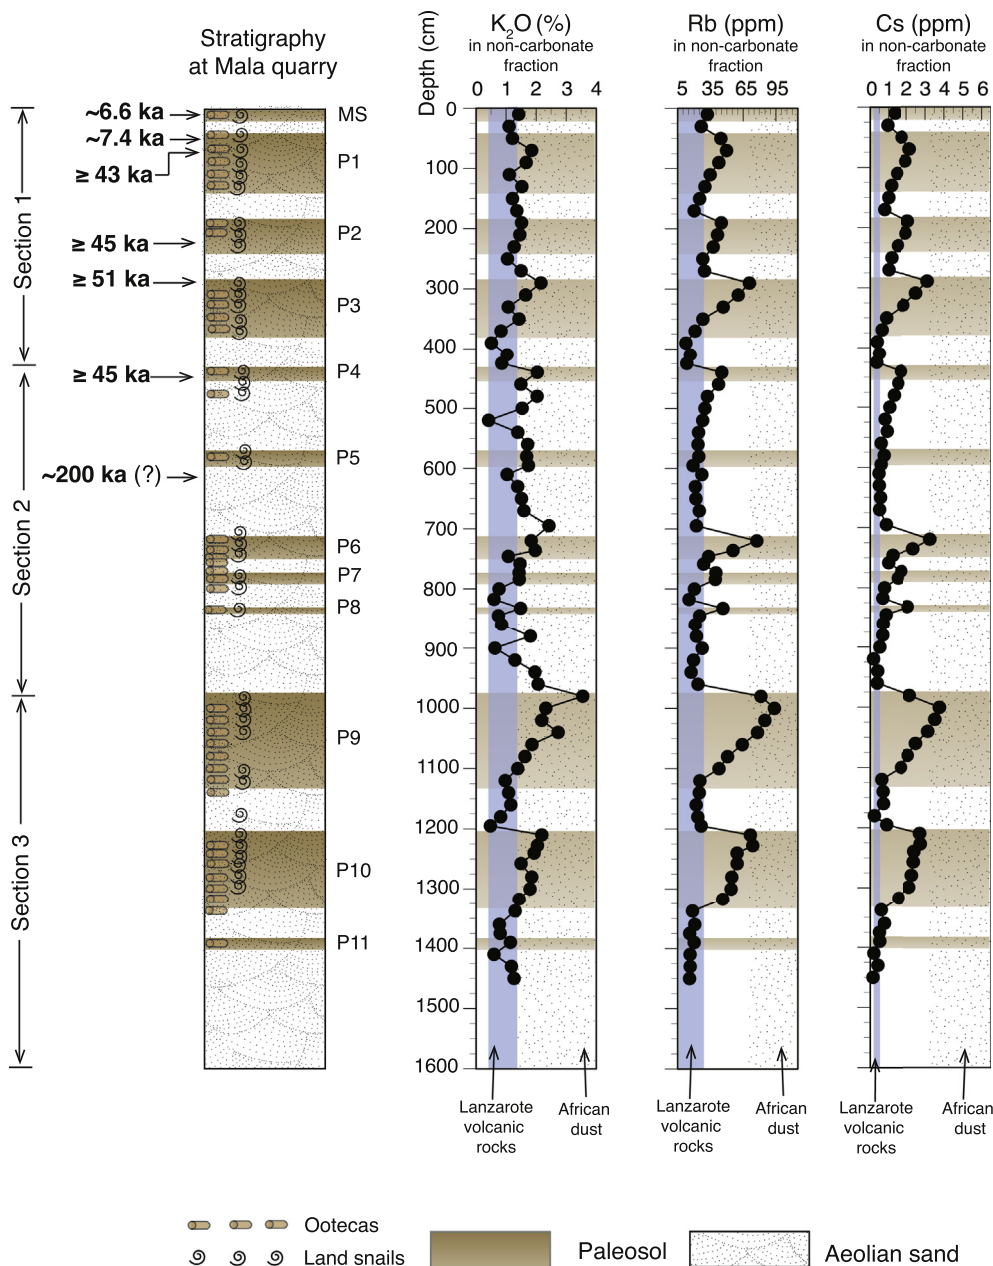 Stratigraphy
at Mala quarry
Depth (cm)
K2O (%)
in non-carbonate
fraction
0 1 2 3 4
Rb (ppm)
in non-carbonate
fraction
5 35 65 95
Cs (ppm)
in non-carbonate
fraction
0 1 2 3 4 5 6
~6.6 ka
~7.4 ka
≥ 43 ka
≥ 45 ka
≥ 51 ka
≥ 45 ka
~200 ka (?)
Section 1
Section 2
Section 3
MS
P1
P2
P3
P4
P5
P6
P7
P8
P9
P10
P11
0
100
200
300
400
500
600
700
800
900
1000
1100
1200
1300
1400
1500
1600
Lanzarote
volcanic
rocks
African
dust
Lanzarote
volcanic
rocks
African
dust
Lanzarote
volcanic
rocks
African
dust
Ootecas
Land snails
Paleosol
Aeolian sand